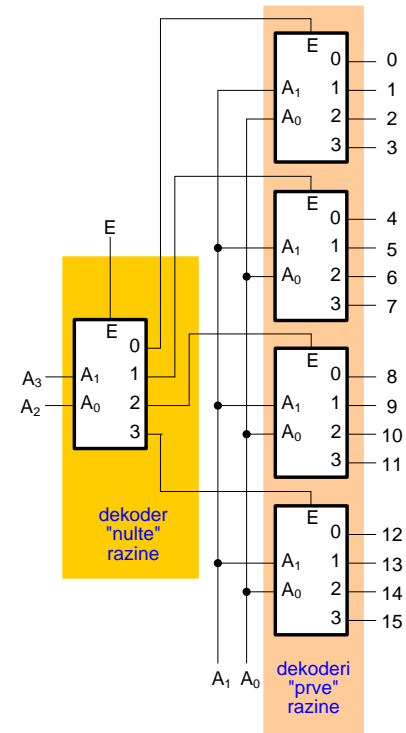 E
0
0
A₁
1
1
A₀
2
2
3
3
E
0
4
A₁
1
5
A₀
2
6
3
7
E
E
0
A₃
A₁
1
A₂
A₀
2
3
dekoder
"nulte"
razine
E
0
8
A₁
1
9
A₀
2
10
3
11
E
0
12
A₁
1
13
A₀
2
14
3
15
A₁ A₀
dekoderi
"prve"
razine